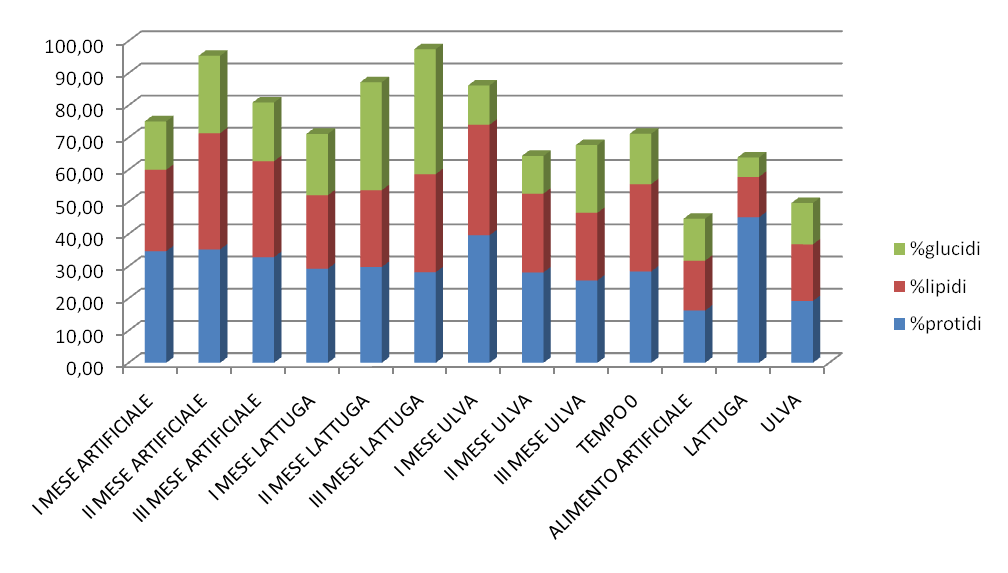 100,00
90,00
80,00
70,00
60,00
50,00
40,00
30,00
20,00
10,00
0,00
I MESE ARTIFICIALE
II MESE ARTIFICIALE
III MESE ARTIFICIALE
I MESE LATTUGA
II MESE LATTUGA
III MESE LATTUGA
I MESE ULVA
II MESE ULVA
III MESE ULVA
TEMPO 0
ALIMENTO ARTIFICIALE
LATTUGA
ULVA
%glucidi
%lipidi
%protidi